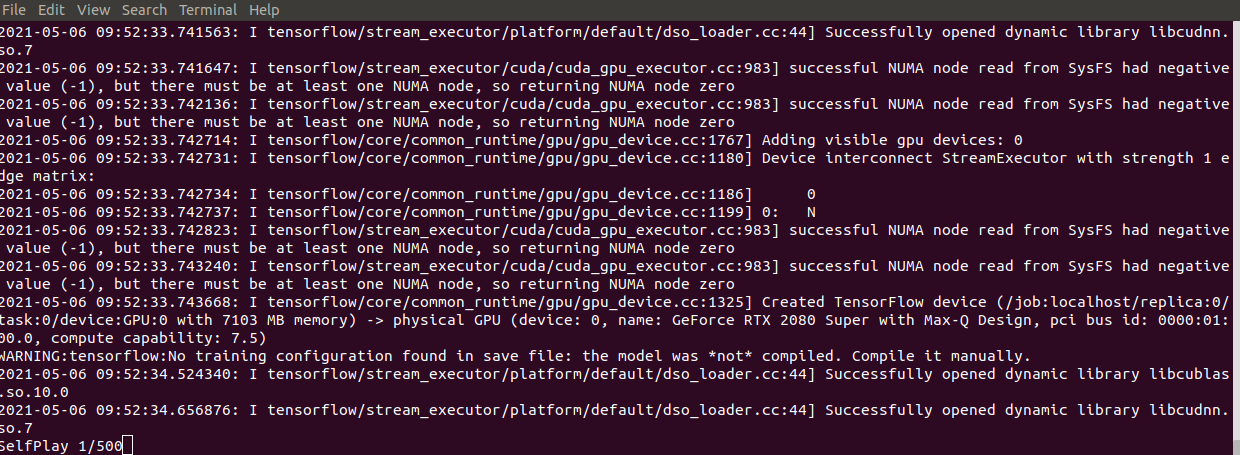 File Edit View Search Terminal Help
2021-05-06 09:52:33.741563: I tensorflow/stream_executor/platform/default/dso_loader.cc:44] Successfully opened dynamic library libcudnn.
so.7
2021-05-06 09:52:33.741647: I tensorflow/stream_executor/cuda/cuda_gpu_executor.cc:983] successful NUMA node read from SysFS had negative
 value (-1), but there must be at least one NUMA node, so returning NUMA node zero
2021-05-06 09:52:33.742136: I tensorflow/stream_executor/cuda/cuda_gpu_executor.cc:983] successful NUMA node read from SysFS had negative
 value (-1), but there must be at least one NUMA node, so returning NUMA node zero
2021-05-06 09:52:33.742714: I tensorflow/core/common_runtime/gpu/gpu_device.cc:1767] Adding visible gpu devices: 0
2021-05-06 09:52:33.742731: I tensorflow/core/common_runtime/gpu/gpu_device.cc:1180] Device interconnect StreamExecutor with strength 1 e
dge matrix:
2021-05-06 09:52:33.742734: I tensorflow/core/common_runtime/gpu/gpu_device.cc:1186]      0
2021-05-06 09:52:33.742737: I tensorflow/core/common_runtime/gpu/gpu_device.cc:1199] 0:   N
2021-05-06 09:52:33.742823: I tensorflow/stream_executor/cuda/cuda_gpu_executor.cc:983] successful NUMA node read from SysFS had negative
 value (-1), but there must be at least one NUMA node, so returning NUMA node zero
2021-05-06 09:52:33.743240: I tensorflow/stream_executor/cuda/cuda_gpu_executor.cc:983] successful NUMA node read from SysFS had negative
 value (-1), but there must be at least one NUMA node, so returning NUMA node zero
2021-05-06 09:52:33.743668: I tensorflow/core/common_runtime/gpu/gpu_device.cc:1325] Created TensorFlow device (/job:localhost/replica:0/
task:0/device:GPU:0 with 7103 MB memory) -> physical GPU (device: 0, name: GeForce RTX 2080 Super with Max-Q Design, pci bus id: 0000:01:
00.0, compute capability: 7.5)
WARNING:tensorflow:No training configuration found in save file: the model was *not* compiled. Compile it manually.
2021-05-06 09:52:34.524340: I tensorflow/stream_executor/platform/default/dso_loader.cc:44] Successfully opened dynamic library libcublas
.so.10.0
2021-05-06 09:52:34.656876: I tensorflow/stream_executor/platform/default/dso_loader.cc:44] Successfully opened dynamic library libcudnn.
so.7
SelfPlay 1/500